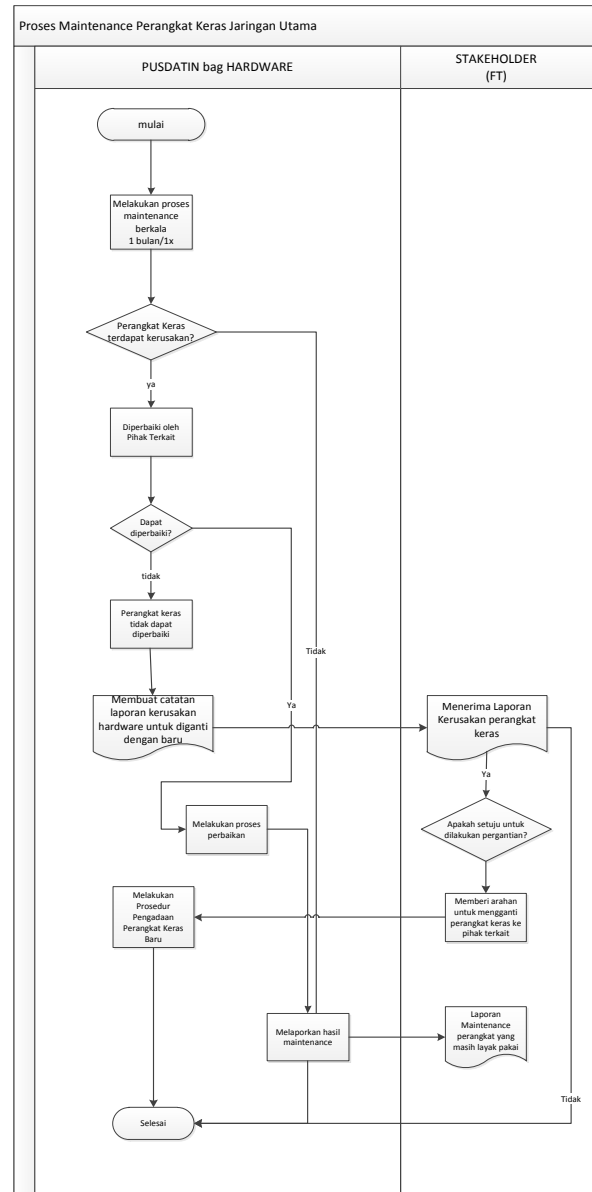 Proses Maintenance Perangkat Keras Jaringan Utama
PUSDATIN bag HARDWARE
STAKEHOLDER
(FT)
mulai
Melakukan proses
maintenance
berkala
1 bulan/1x
Perangkat Keras
terdapat kerusakan?
ya
Diperbaiki oleh
Pihak Terkait
Dapat
diperbaiki?
tidak
Perangkat keras
tidak dapat
diperbaiki
Tidak
Membuat catatan
laporan kerusakan
hardware untuk diganti
dengan baru
Ya
Menerima Laporan
Kerusakan perangkat
keras
Ya
Melakukan proses
perbaikan
Apakah setuju untuk
dilakukan pergantian?
Melakukan
Prosedur
Pengadaan
Perangkat Keras
Baru
Memberi arahan
untuk mengganti
perangkat keras ke
pihak terkait
Melaporkan hasil
maintenance
Laporan
Maintenance
perangkat yang
masih layak pakai
Tidak
Selesai